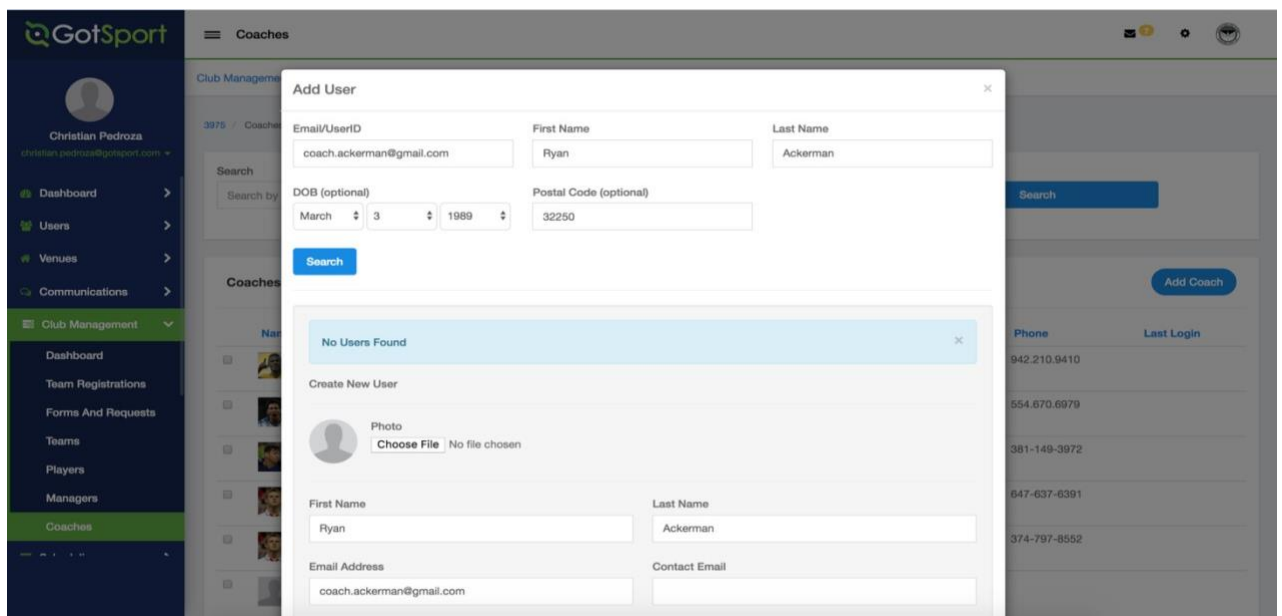 GotSport
Coaches
Christian Pedroza
christian.pedroza@gotsport.com
Dashboard
Users
Venues
Communications
Club Management
Dashboard
Team Registrations
Forms And Requests
Teams
Players
Managers
Coaches
Club Manageme
3975 / Coache
Search
Search by
Search
Coaches
Add Coach
Nam
Phone
Last Login
942.210.9410
554.670.6979
381-149-3972
647-637-6391
374-797-8552
Add User
×
Email/UserID
First Name
Last Name
coach.ackerman@gmail.com
Ryan
Ackerman
DOB (optional)
Postal Code (optional)
March
3
1989
32250
Search
No Users Found
×
Create New User
Photo
Choose File No file chosen
First Name
Last Name
Ryan
Ackerman
Email Address
Contact Email
coach.ackerman@gmail.com